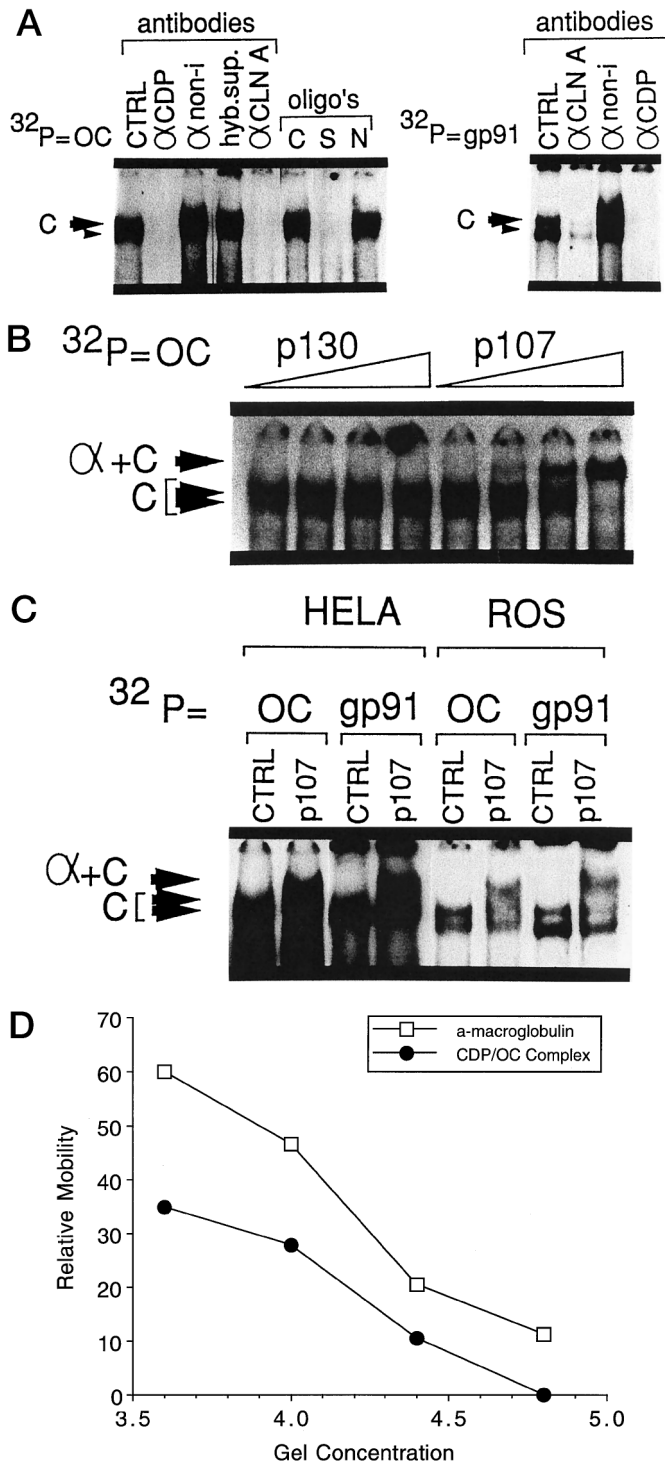 A
antibodies
CTRL
αCDP
α non-i
hyb.sup.
αCLN A
oligo's
C S N
32P=OC
C
antibodies
CTRL
αCLN A
α non-i
αCDP
32P=gp91
C
B
32P=OC
p130
p107
α+C
C
C
HELA
ROS
32P=
OC
gp91
OC
gp91
CTRL
p107
CTRL
p107
CTRL
p107
CTRL
p107
α+C
C
D
70
60
50
40
30
20
10
0
Relative Mobility
a-macroglobulin
CDP/OC Complex
3.5
4.0
4.5
5.0
Gel Concentration